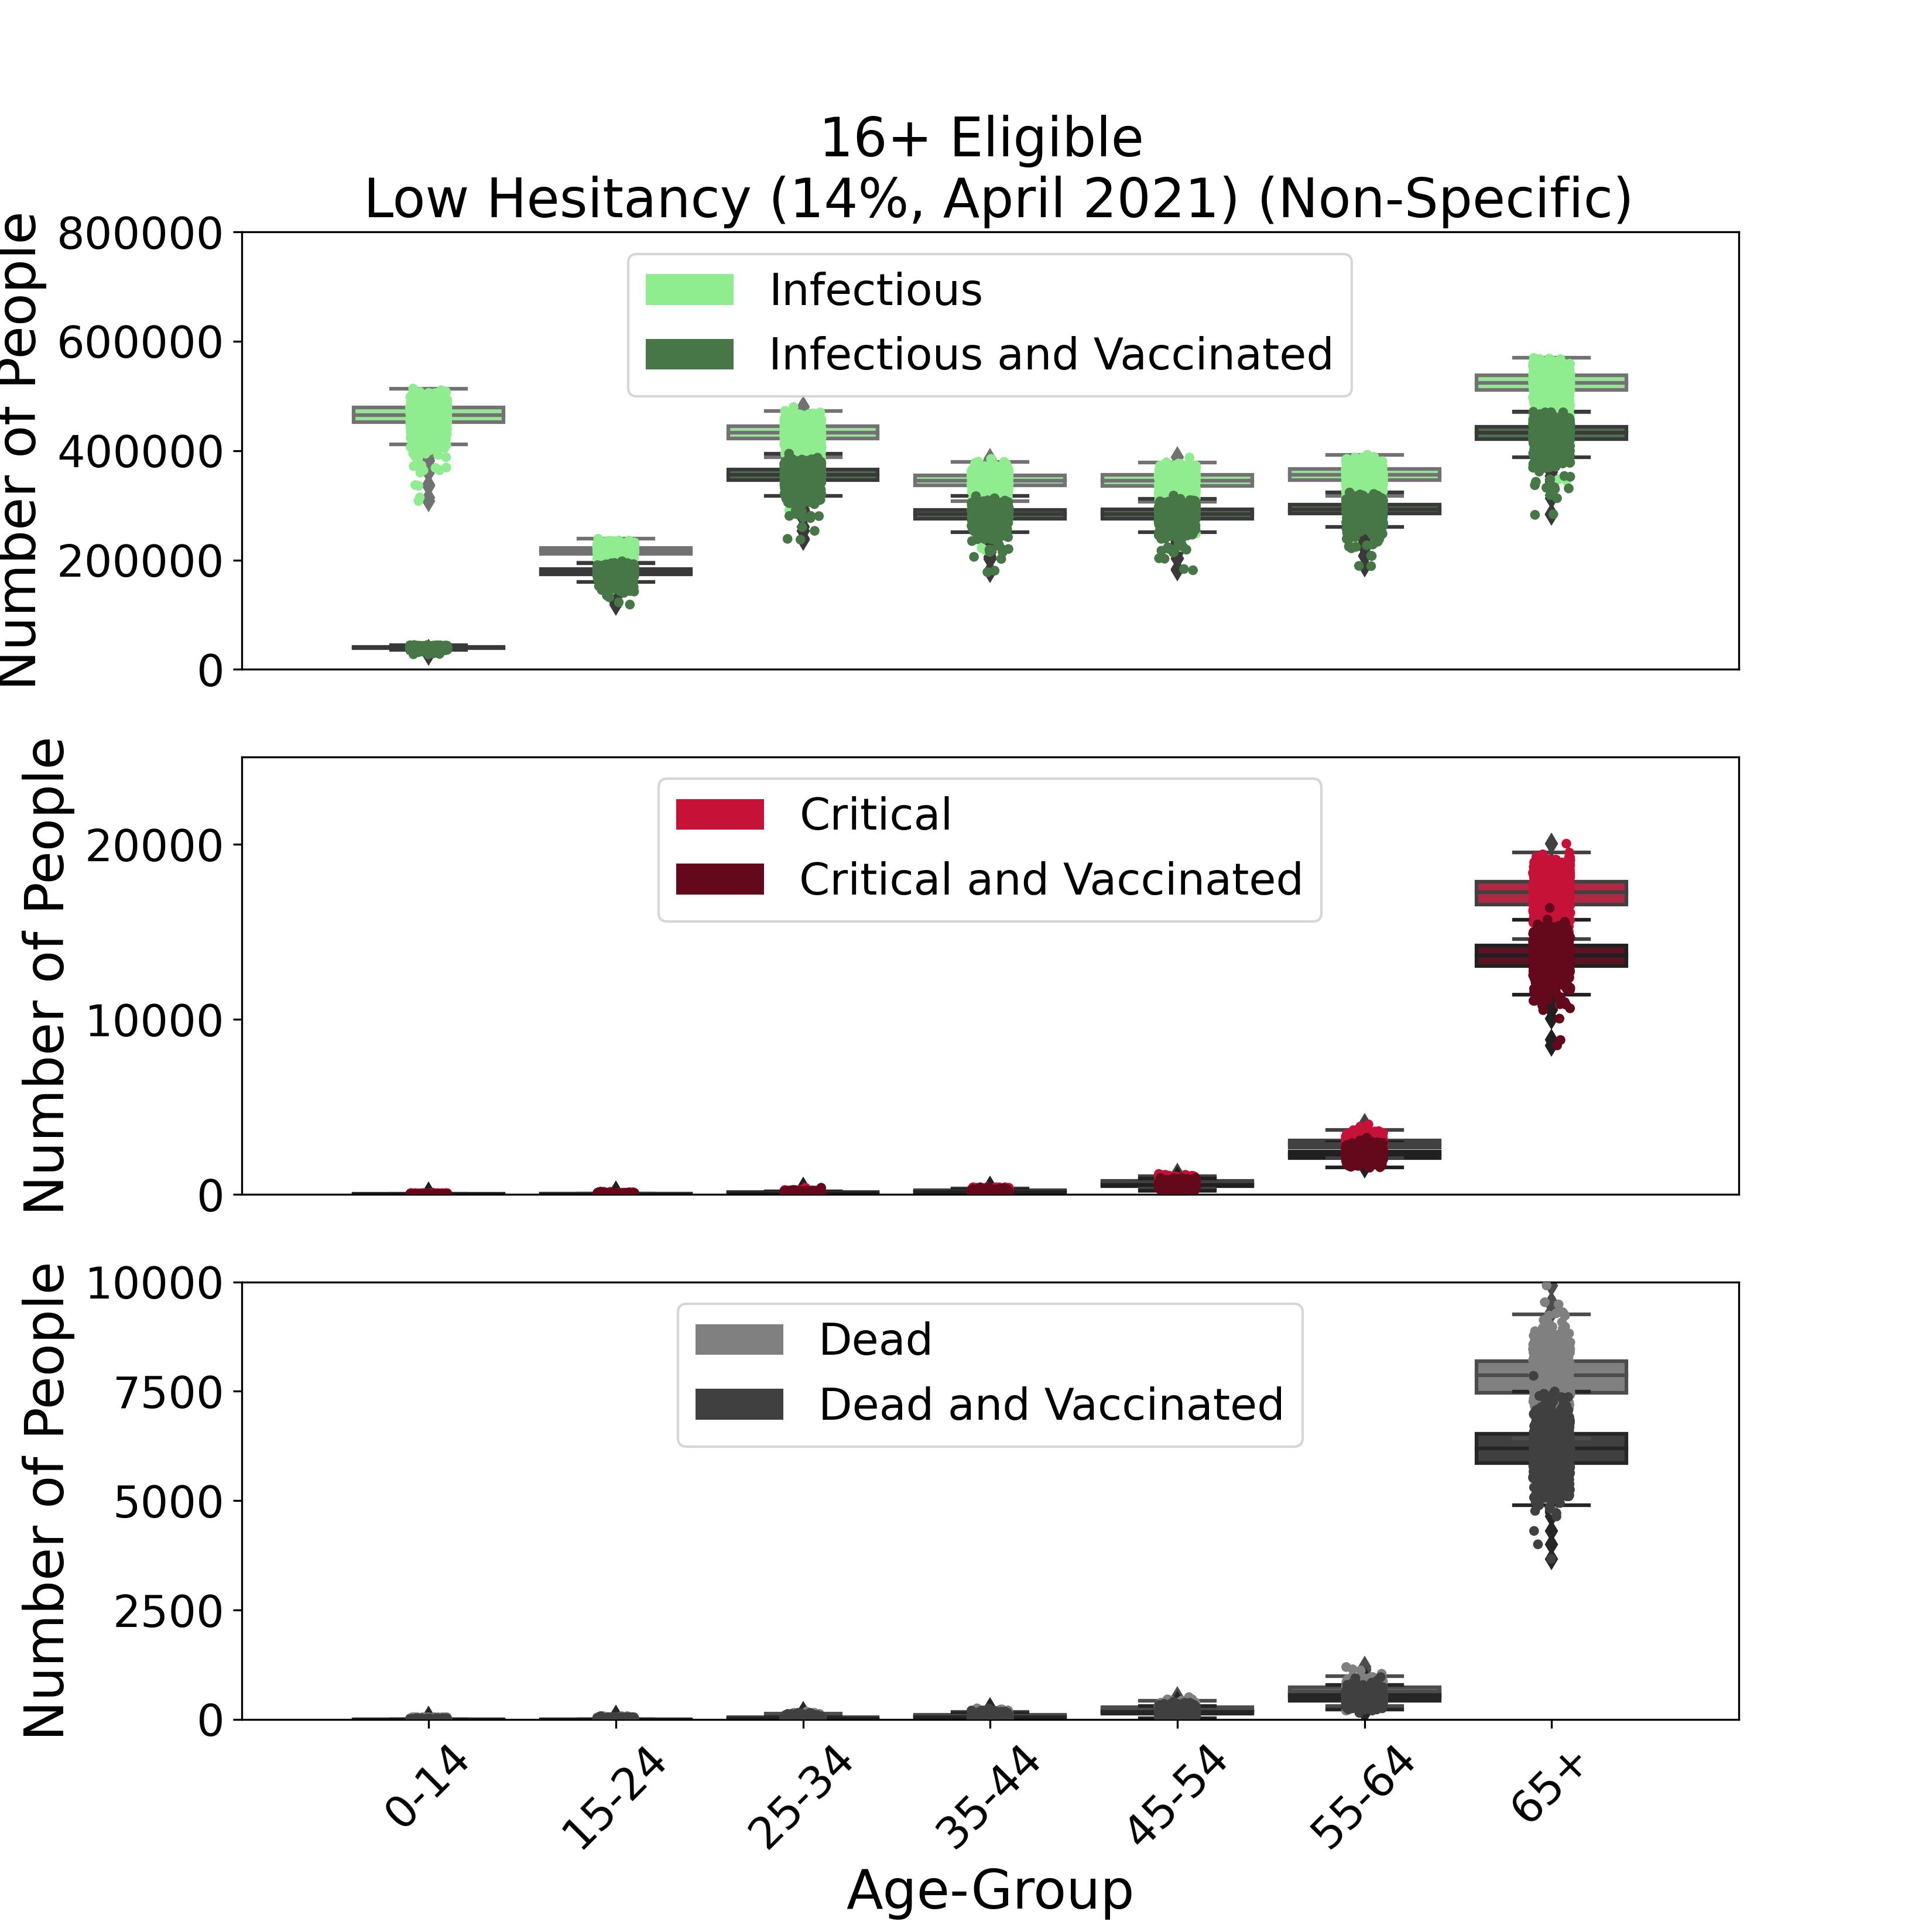 16+ Eligible
Low Hesitancy (14%, April 2021) (Non-Specific)
Number of People
800000
600000
400000
200000
0
Infectious
Infectious and Vaccinated
Number of People
20000
10000
0
Critical
Critical and Vaccinated
Number of People
10000
7500
5000
2500
0
Dead
Dead and Vaccinated
0-14
15-24
25-34
35-44
45-54
55-64
65+
Age-Group